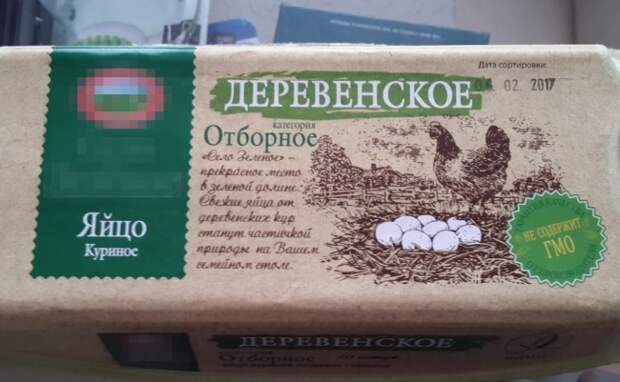 Дата сортировки:
02 2017
ДЕРЕВЕНСКОЕ
категория
Отборное
«Село Зеленое» –
прекрасное место
в зеленой долине.
Свежие яйца от
деревенских кур
станут частичкой
природы на Вашем
семейном столе.
Яйцо
Куриное
НЕ СОДЕРЖИТ
ГМО
ДЕРЕВЕНСКОЕ
Отборное